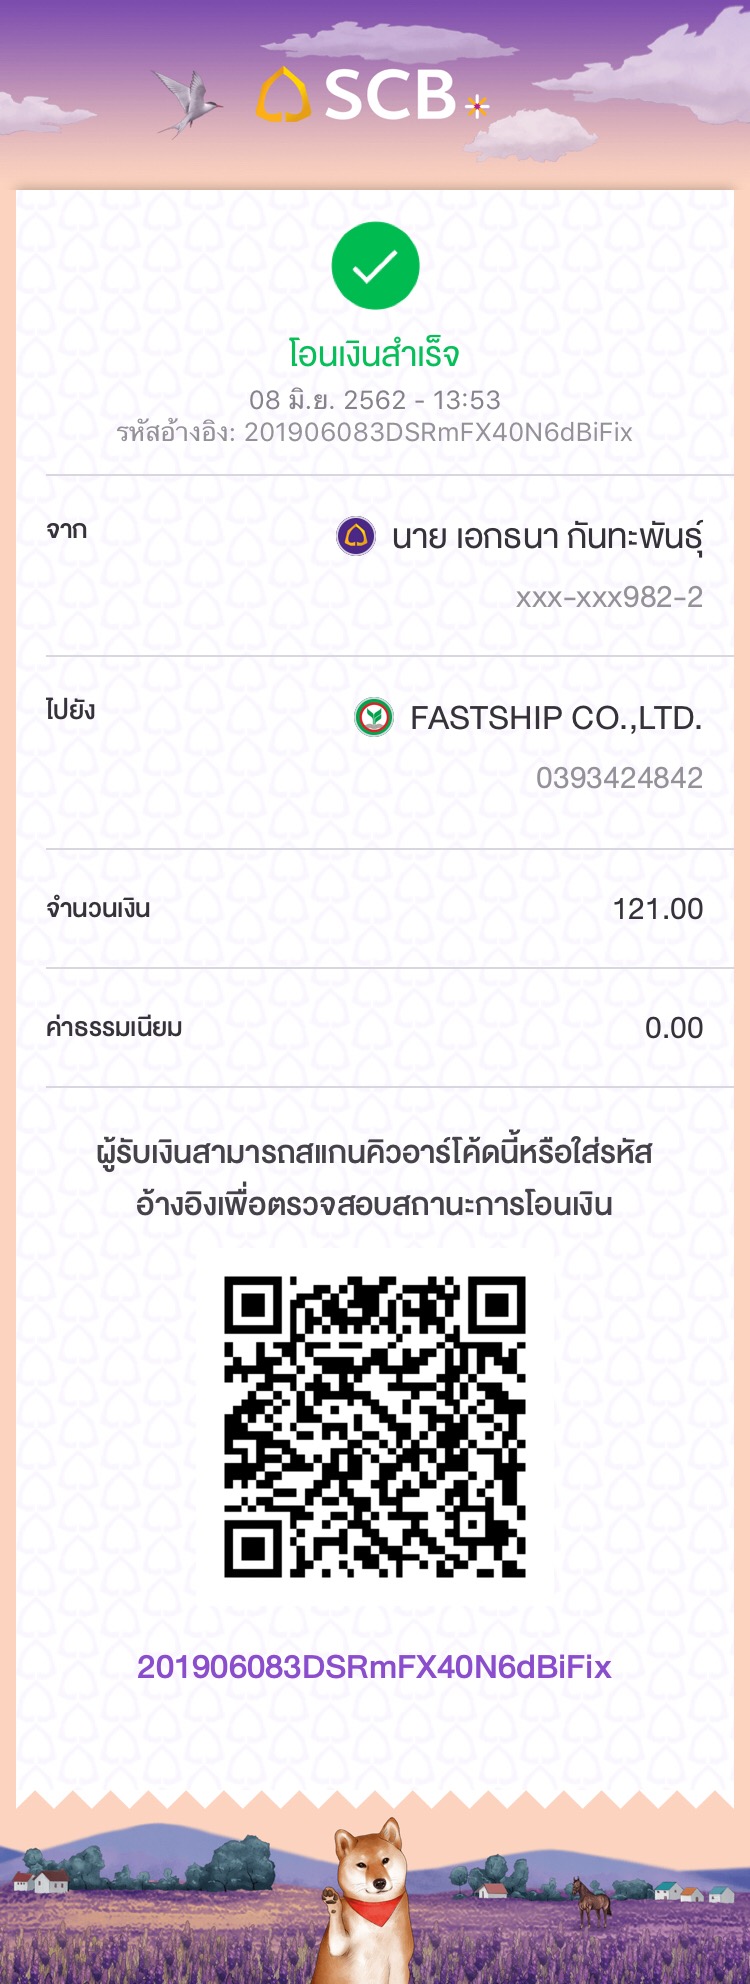 SCB
โอนเงินสำเร็จ
08 มิ.ย. 2562 - 13:53
รหัสอ้างอิง: 201906083DSRmFX40N6dBiFix
จาก
นาย เอกธนา กันทะพันธุ์
xxx-xxx982-2
ไปยัง
FASTSHIP CO.,LTD.
0393424842
จำนวนเงิน 121.00
ค่าธรรมเนียม 0.00
ผู้รับเงินสามารถสแกนคิวอาร์โค้ดนี้หรือใส่รหัส
อ้างอิงเพื่อตรวจสอบสถานะการโอนเงิน
201906083DSRmFX40N6dBiFix